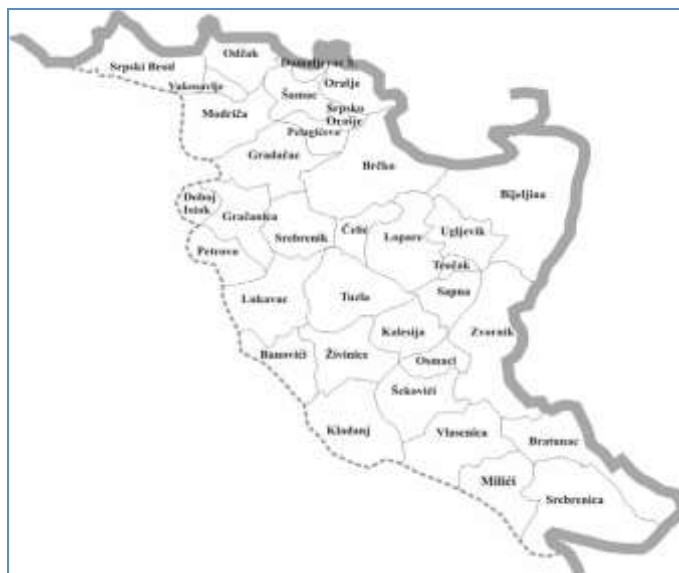 Odžak
Srpski Brod
Domaljevac Š.
Vukosavlje
Šamac
Orašje
Modriča
Srpsko
Orašje
Pelagićevo
Gradačac
Brčko
Bijeljina
Doboj
Istok
Gračanica
Srebrenik
Čelić
Lopare
Ugljevik
Petrovo
Teočak
Sapna
Lukavac
Tuzla
Kalesija
Zvornik
Banovići
Živinice
Osmaci
Šekovići
Kladanj
Vlasenica
Bratunac
Milići
Srebrenica